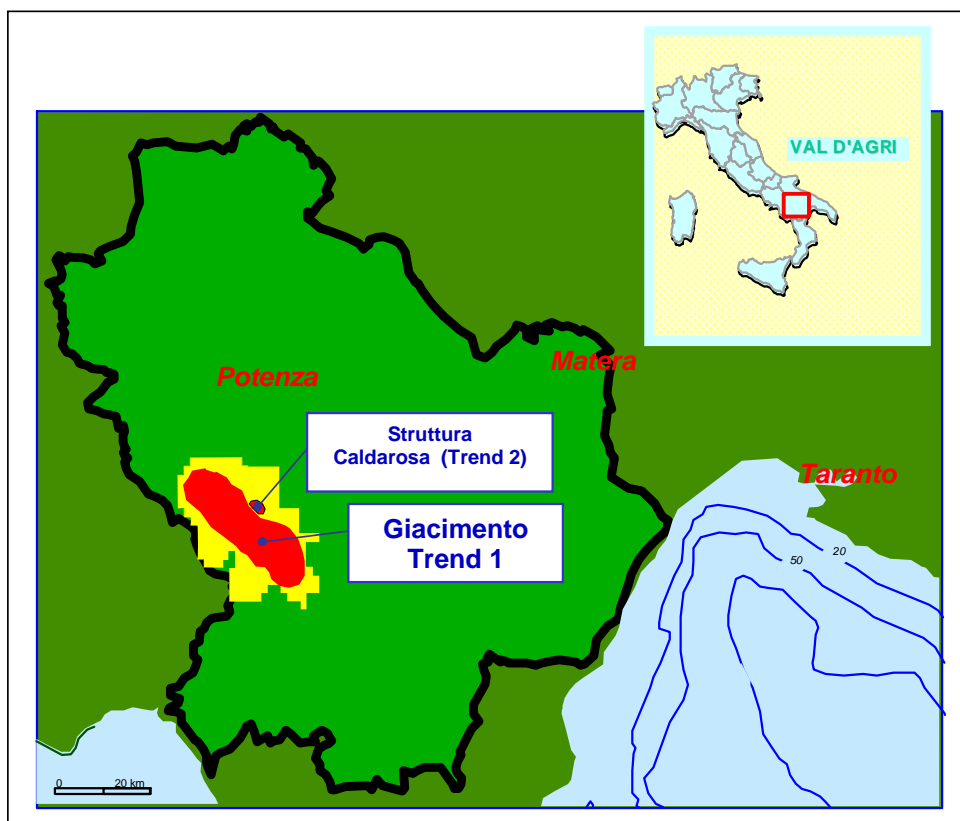 VAL D'AGRI
Matera
Potenza
Struttura
Caldarosa (Trend 2)
Taranto
Giacimento
Trend 1
20
50
0 20 km